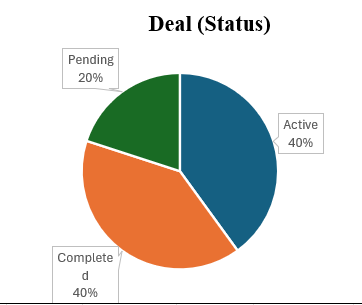 Deal (Status)
Pending
20%
Active
40%
Complete
d
40%